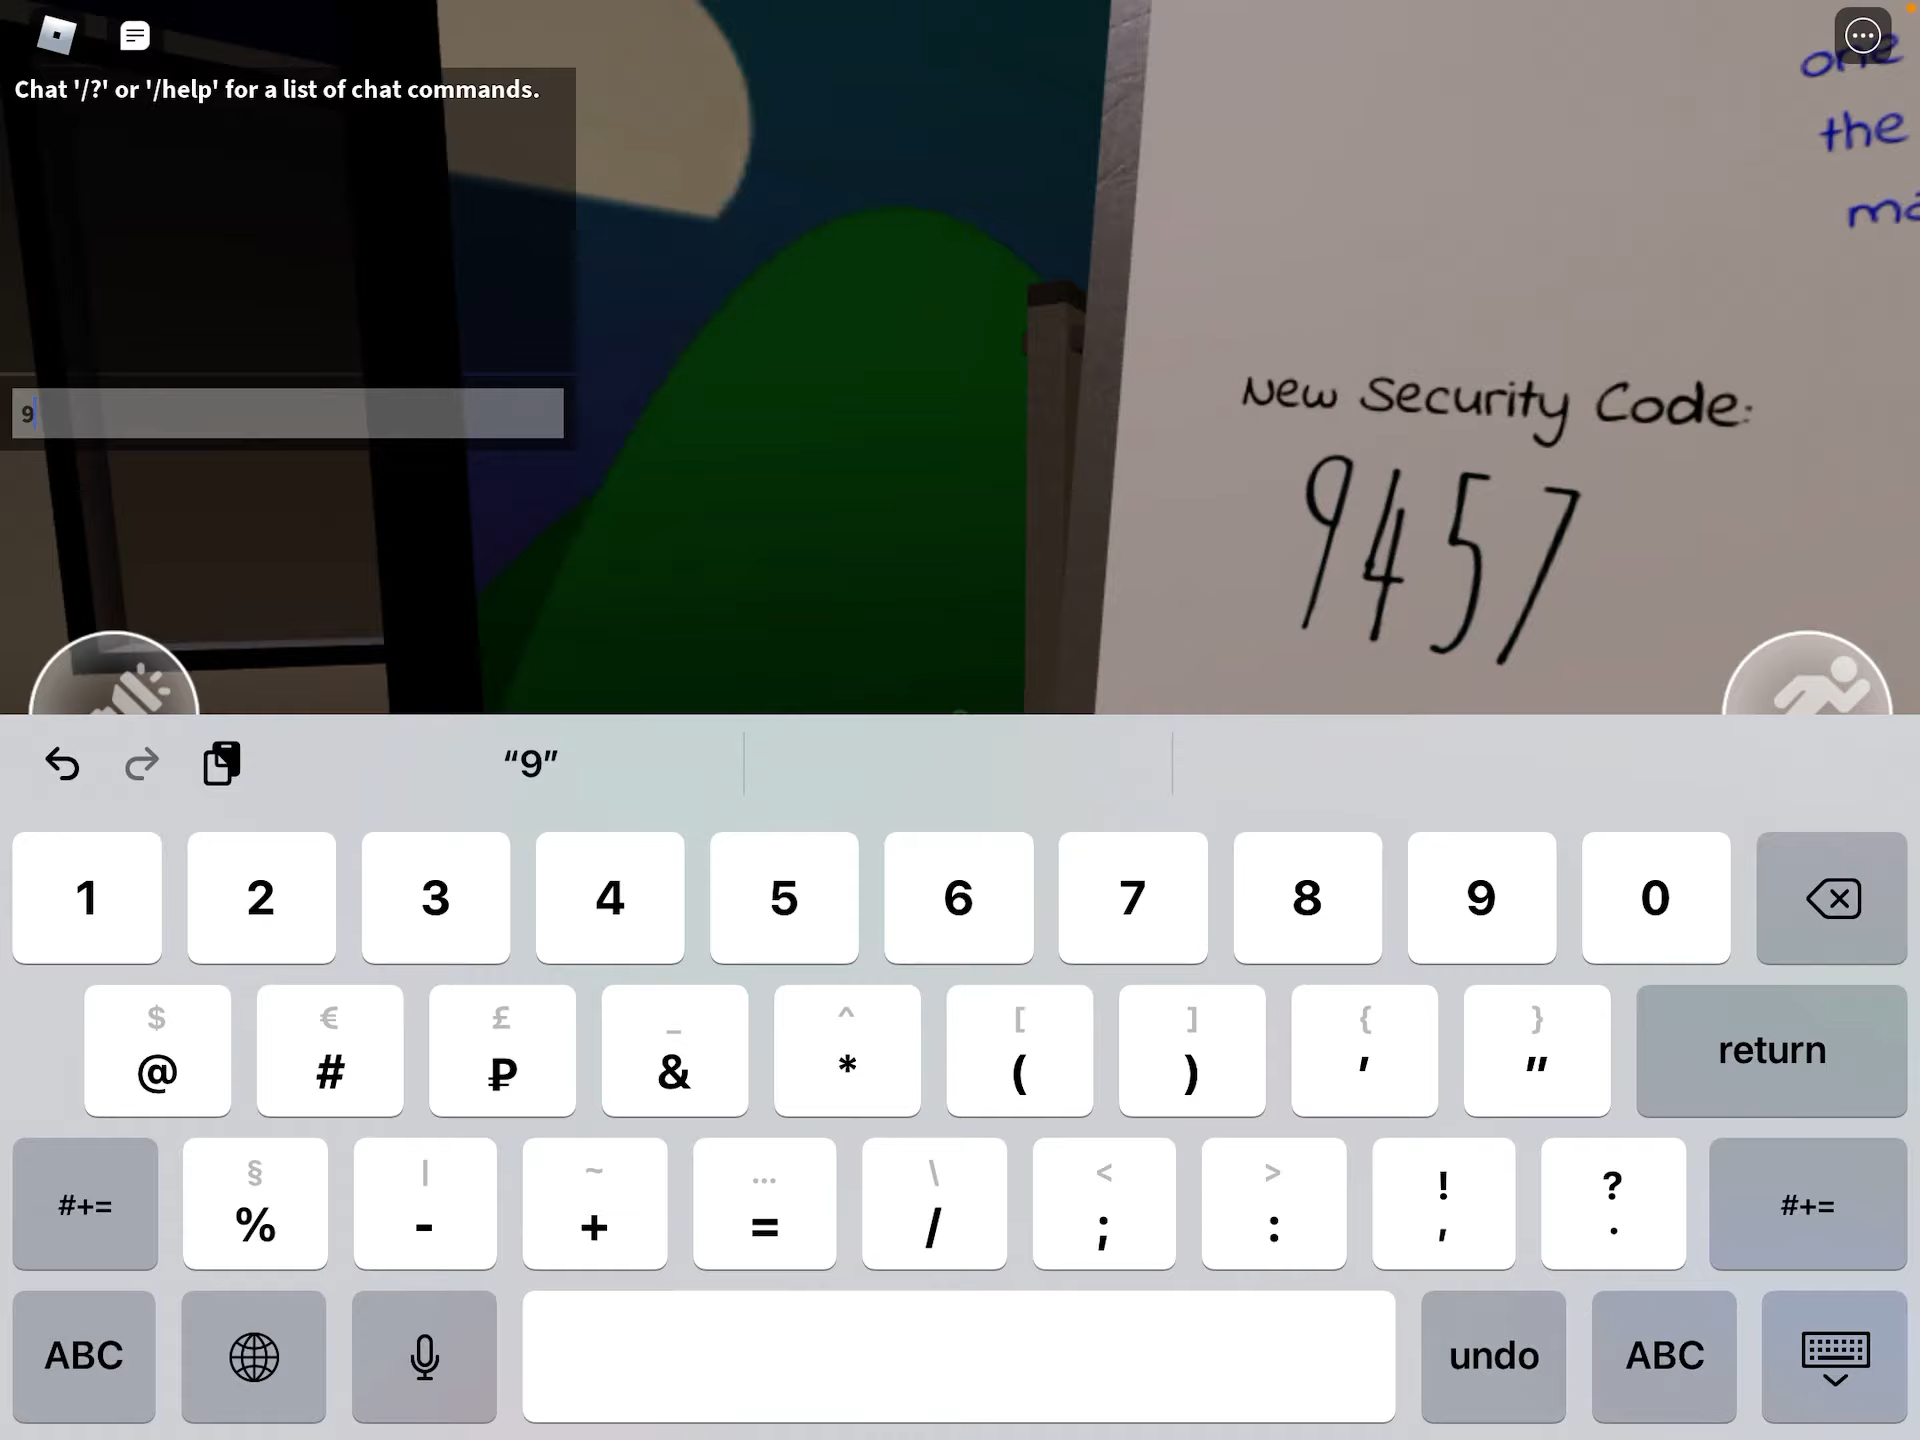 Chat '/?' or '/help' for a list of chat commands.
one
the
9
New Security Code:
9457
“9”
1 2 3 4 5 6 7 8 9 0
$ € £ _ ^ [ ] { }
@ # ₽ & * ( ) ' "
return
§ | ~ … \ < > ! ?
#+= % - + = / ; : , . #+=
ABC undo ABC